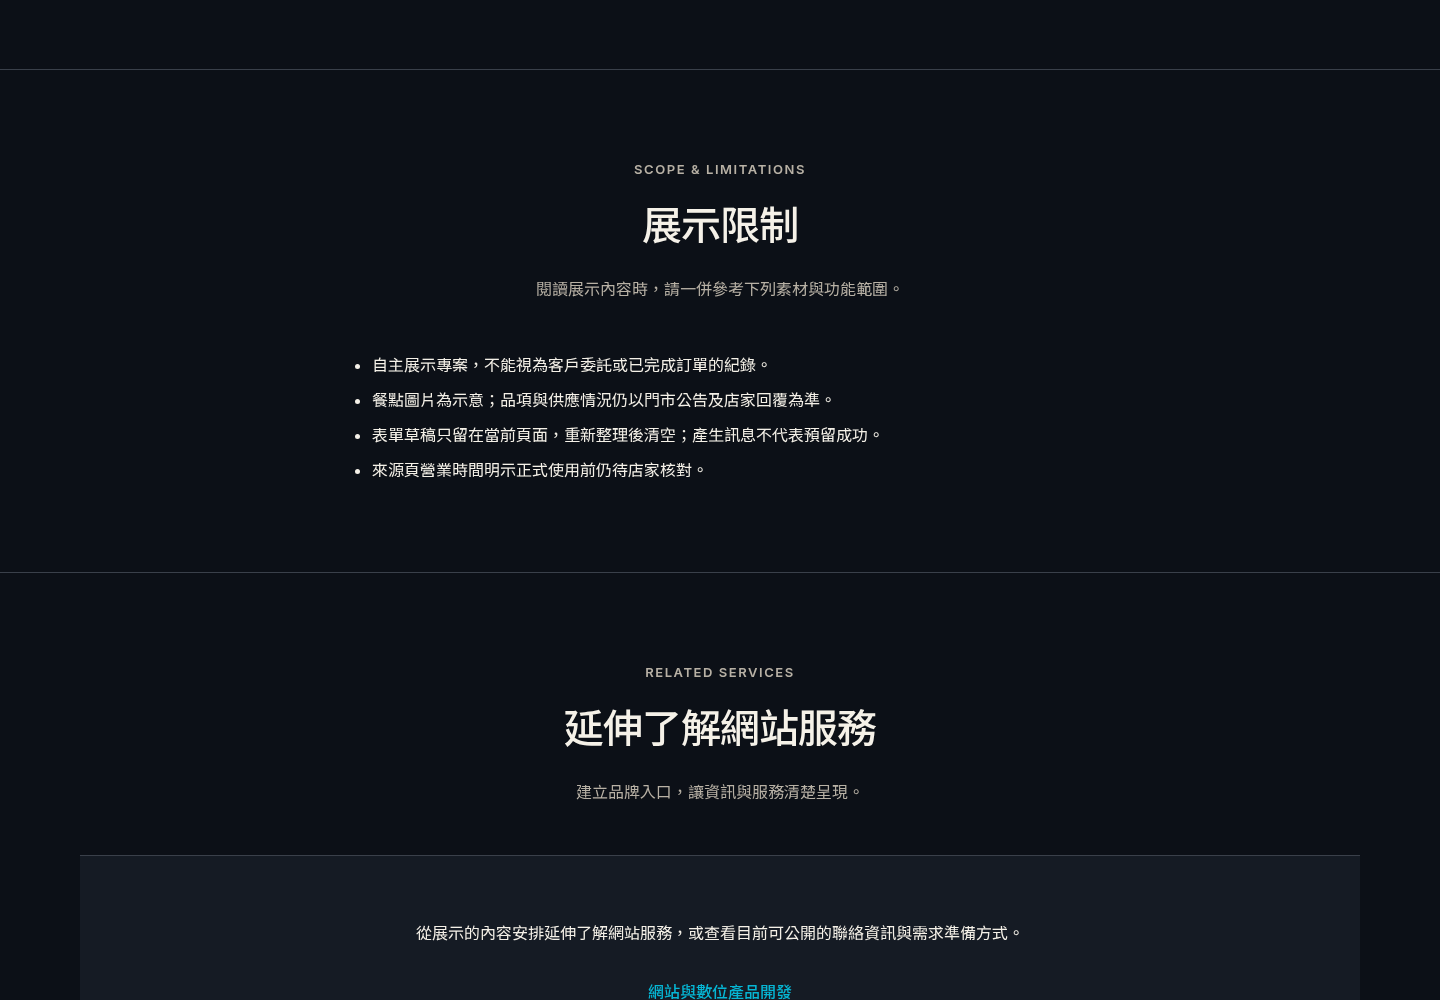 SCOPE & LIMITATIONS
展示限制
閱讀展示內容時，請一併參考下列素材與功能範圍。
自主展示專案，不能視為客戶委託或已完成訂單的紀錄。
餐點圖片為示意；品項與供應情況仍以門市公告及店家回覆為準。
表單草稿只留在當前頁面，重新整理後清空；產生訊息不代表預留成功。
來源頁營業時間明示正式使用前仍待店家核對。
RELATED SERVICES
延伸了解網站服務
建立品牌入口，讓資訊與服務清楚呈現。
從展示的內容安排延伸了解網站服務，或查看目前可公開的聯絡資訊與需求準備方式。
網站與數位產品開發